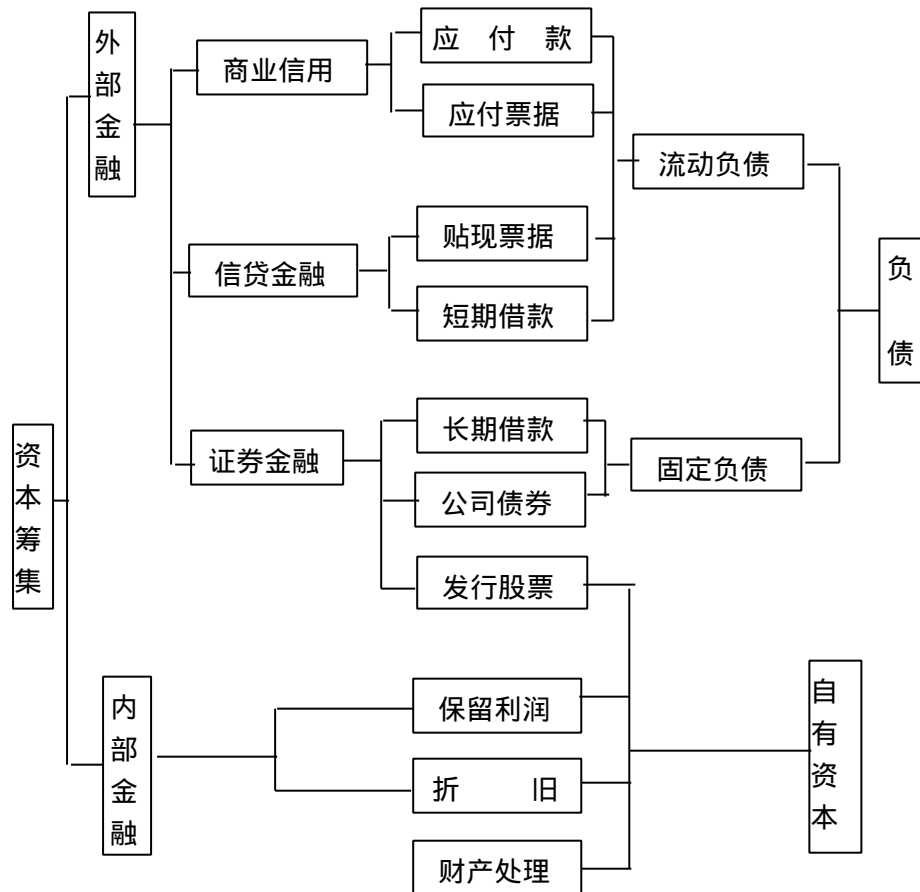 外部金融
商业信用
应 付 款
应付票据
流动负债
信贷金融
贴现票据
短期借款
负债
资本筹集
证券金融
长期借款
公司债券
固定负债
发行股票
内部金融
保留利润
自有资本
折 旧
财产处理